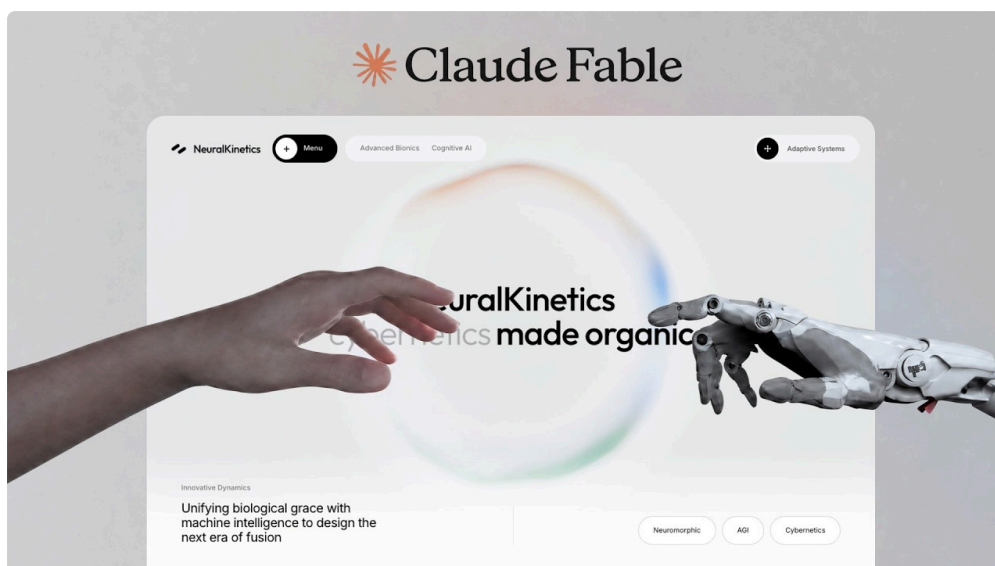 Claude Fable
NeuralKinetics
Menu
Advanced Bionics
Cognitive AI
Adaptive Systems
made organic
Innovative Dynamics
Unifying biological grace with
machine intelligence to design the
next era of fusion
Neuromorphic
AGI
Cybernetics